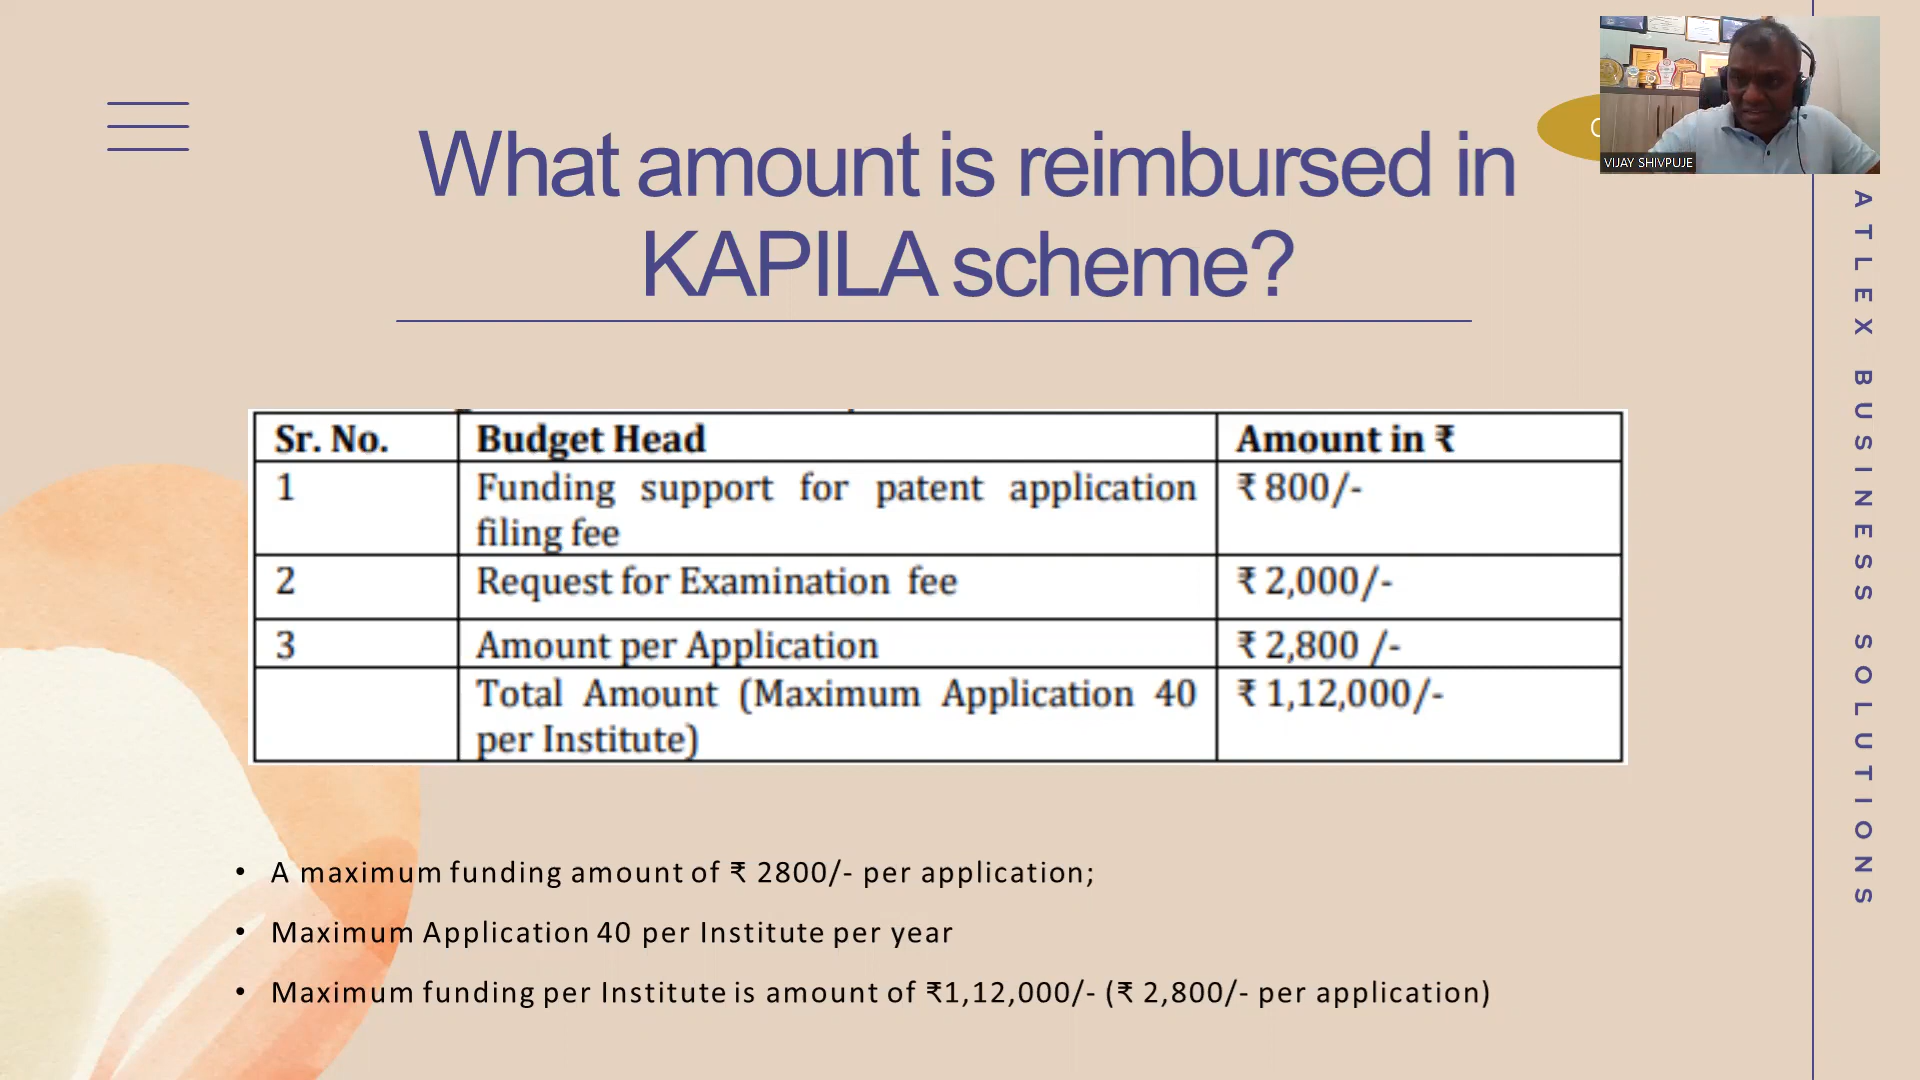 What amount is reimbursed in
KAPILA scheme?
VIJAY SHIVPUJE
ATLEX BUSINESS SOLUTIONS
Sr. No. Budget Head Amount in ₹
1 Funding support for patent application ₹ 800/-
filing fee
2 Request for Examination fee ₹ 2,000/-
3 Amount per Application ₹ 2,800 /-
Total Amount (Maximum Application 40 ₹ 1,12,000/-
per Institute)
• A maximum funding amount of ₹ 2800/- per application;
• Maximum Application 40 per Institute per year
• Maximum funding per Institute is amount of ₹1,12,000/- (₹ 2,800/- per application)